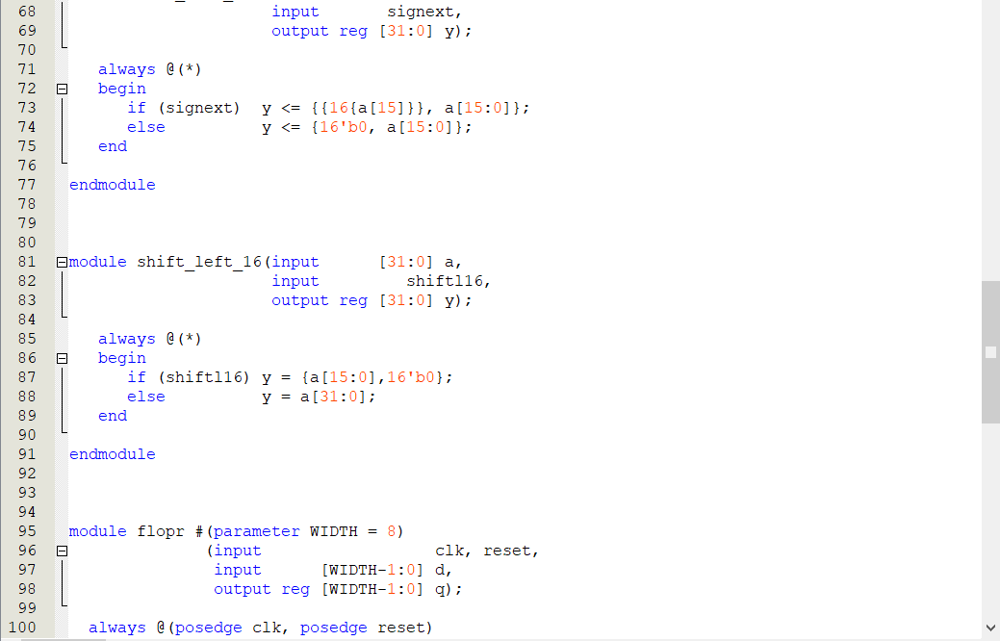 68 input signext,
69 output reg [31:0] y);
70
71 always @(*)
72 begin
73 if (signext) y <= {{16{a[15]}}, a[15:0]};
74 else y <= {16'b0, a[15:0]};
75 end
76
77 endmodule
78
79
80
81 module shift_left_16(input [31:0] a,
82 input shiftl16,
83 output reg [31:0] y);
84
85 always @(*)
86 begin
87 if (shiftl16) y = {a[15:0],16'b0};
88 else y = a[31:0];
89 end
90
91 endmodule
92
93
94
95 module flopr #(parameter WIDTH = 8)
96 (input clk, reset,
97 input [WIDTH-1:0] d,
98 output reg [WIDTH-1:0] q);
99
100 always @(posedge clk, posedge reset)